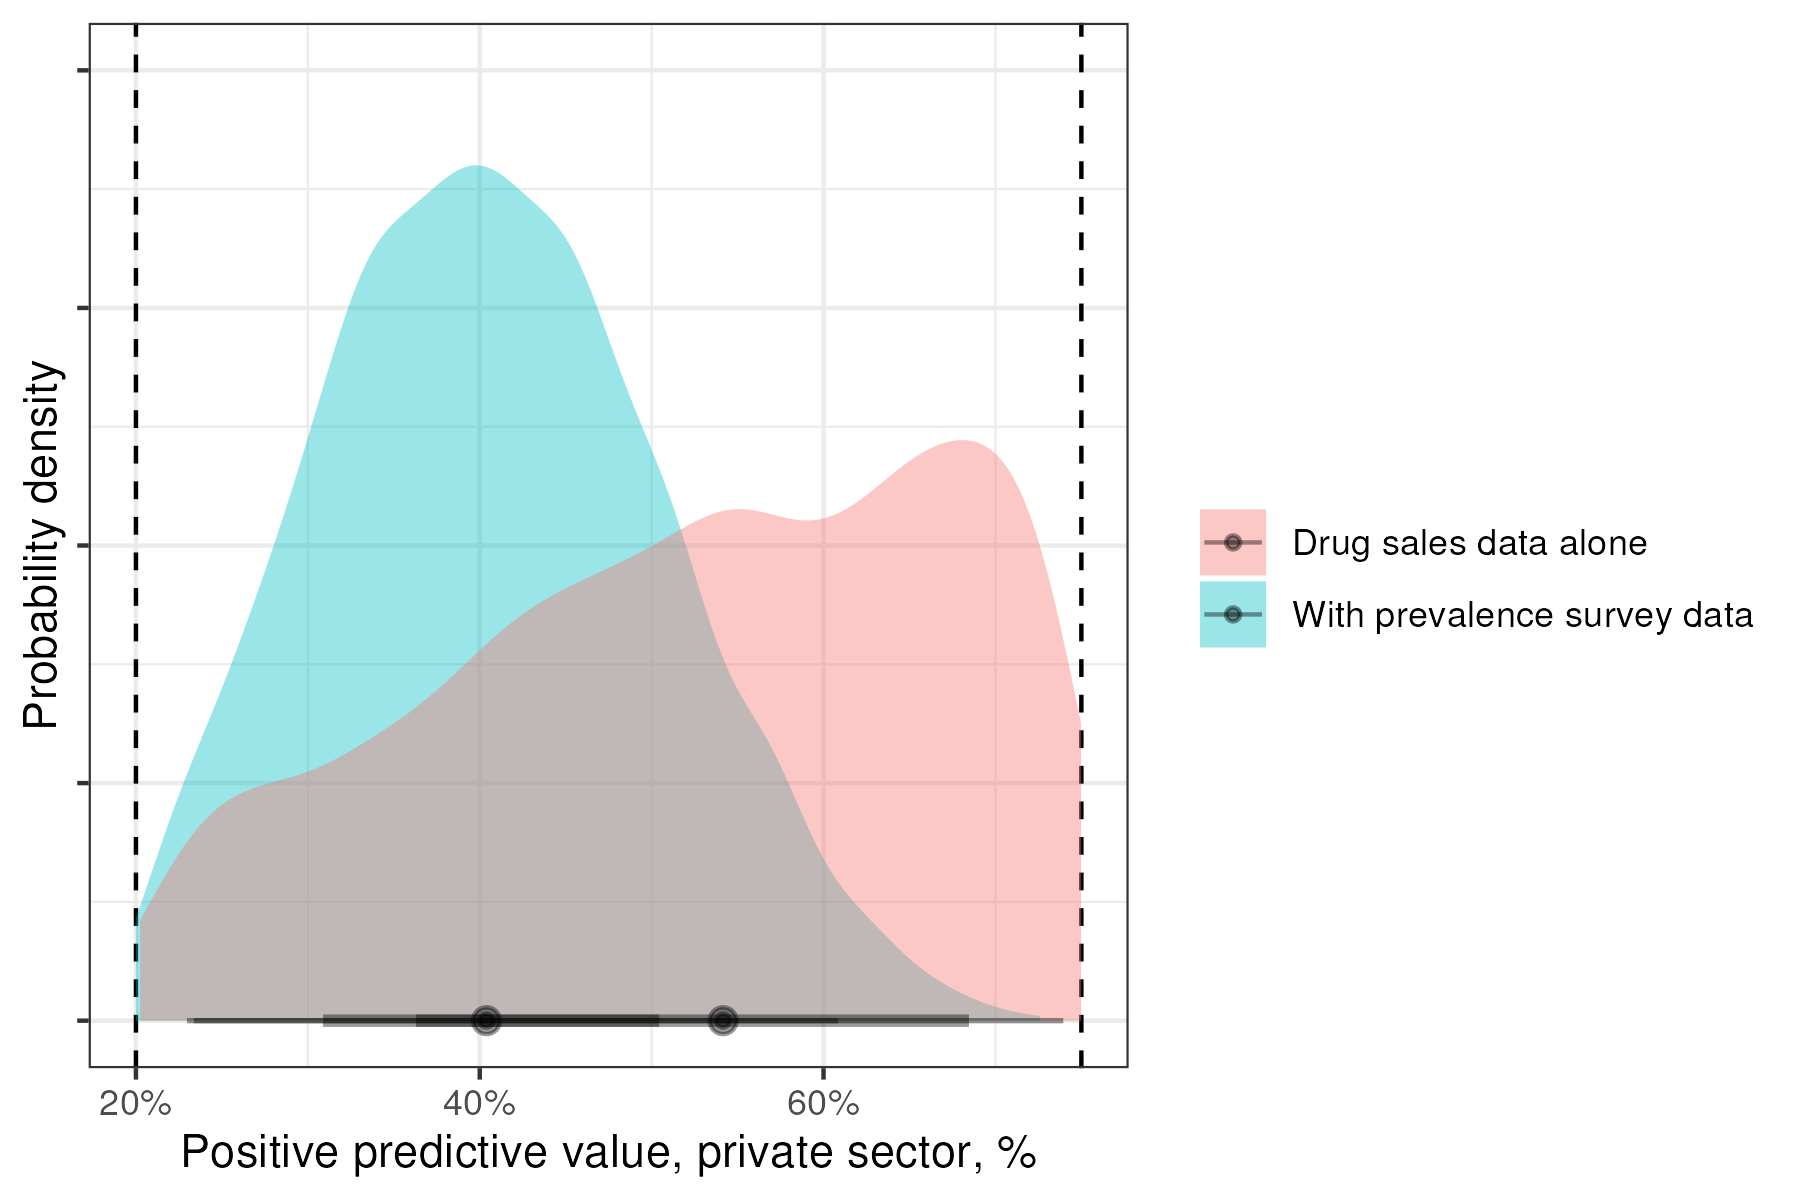 Probability density
Drug sales data alone
With prevalence survey data
20%
40%
60%
Positive predictive value, private sector, %